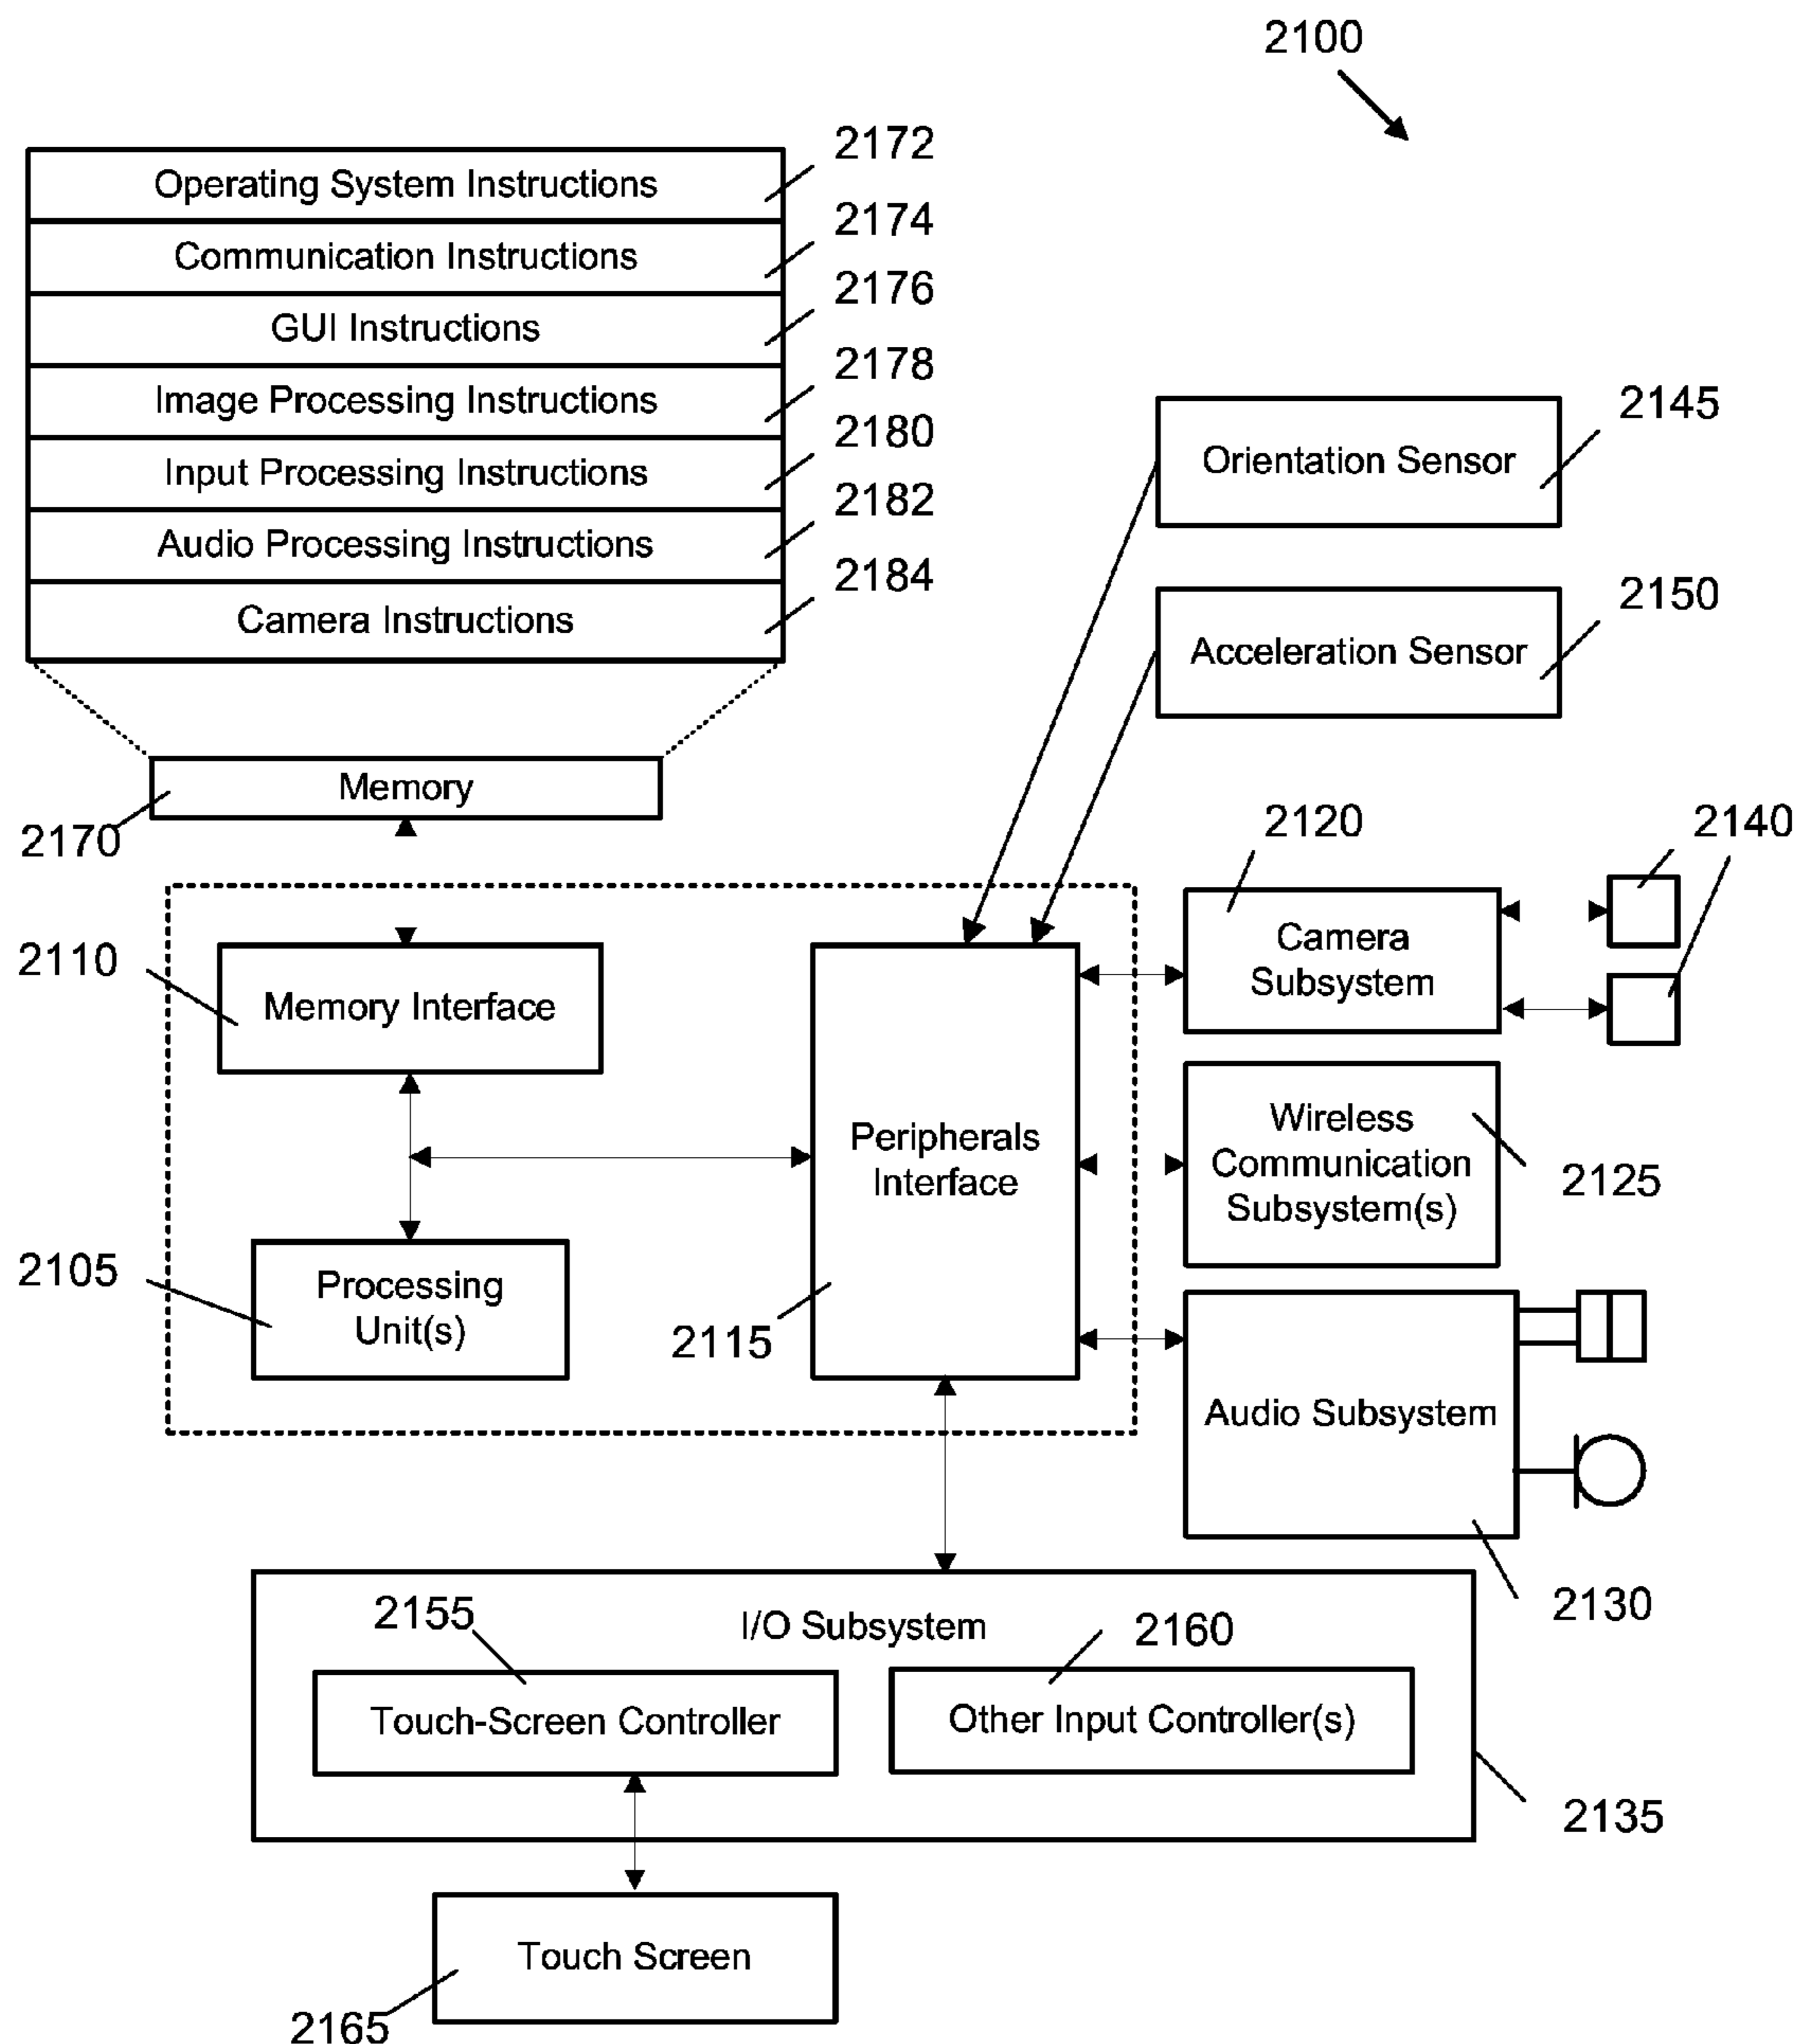 2100
Operating System Instructions
2172
Communication Instructions
2174
GUI Instructions
2176
Image Processing Instructions
2178
Input Processing Instructions
2180
Audio Processing Instructions
2182
Camera Instructions
2184
Orientation Sensor
2145
Acceleration Sensor
2150
Memory
2170
2120
2140
Camera
Subsystem
2110
Memory Interface
Peripherals
Interface
2115
Wireless
Communication
Subsystem(s)
2125
2105
Processing
Unit(s)
Audio Subsystem
2130
I/O Subsystem
2155
Touch-Screen Controller
2160
Other Input Controller(s)
2135
Touch Screen
2165